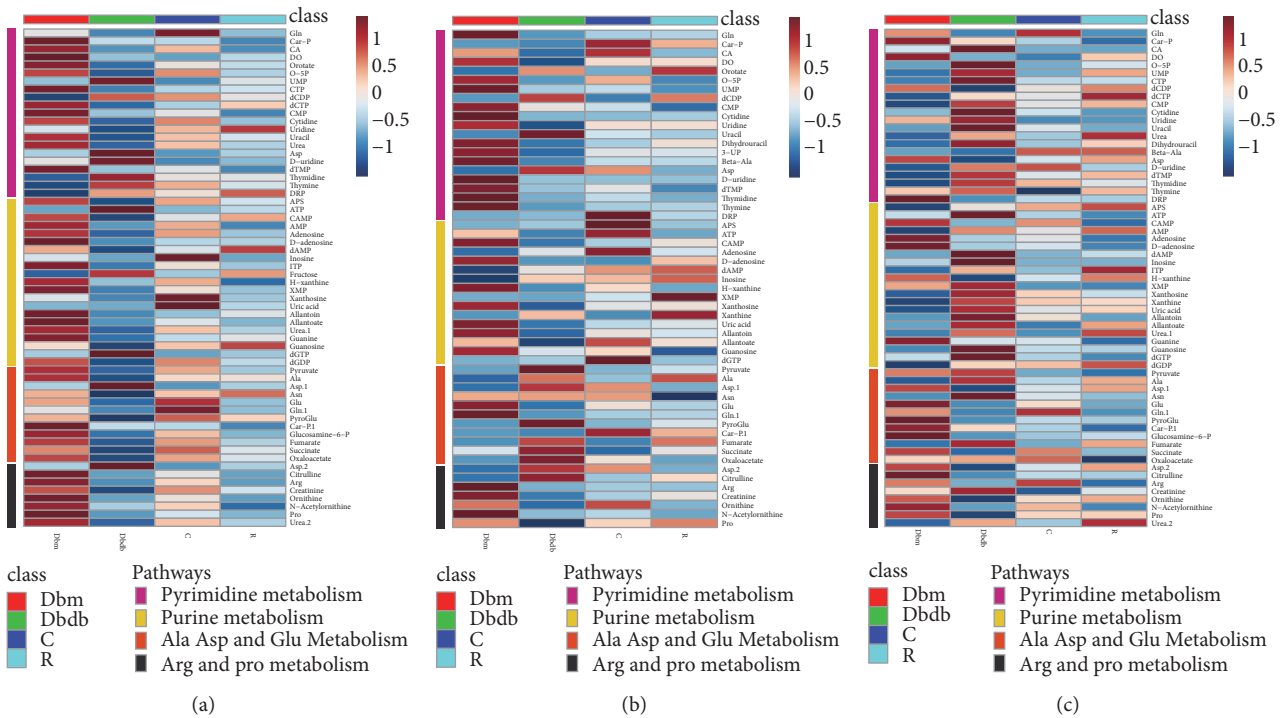 class
1
0.5
0
−0.5
−1
Gln
Car−P
CA
DO
Orotate
O−5P
UMP
CTP
dCDP
dCTP
CMP
Cytidine
Uridine
Uracil
Urea
Asp
D−uridine
dTMP
Thymidine
Thymine
DRP
APS
ATP
CAMP
AMP
Adenosine
D−adenosine
dAMP
Inosine
ITP
Fructose
H−xanthine
XMP
Xanthosine
Uric acid
Allantoin
Allantoate
Urea.1
Guanine
Guanosine
dGTP
dGDP
Pyruvate
Ala
Asp.1
Asn
Glu
Gln.1
PyroGlu
Car−P.1
Glucosamine−6−P
Fumarate
Succinate
Oxaloacetate
Asp.2
Citrulline
Arg
Creatinine
Ornithine
N−Acetylornithine
Pro
Urea.2
Dbm
Dbdb
C
R
class
Dbm
Dbdb
C
R
Pathways
Pyrimidine metabolism
Purine metabolism
Ala Asp and Glu Metabolism
Arg and pro metabolism
(a)
class
1
0.5
0
−0.5
−1
Gln
Car−P
CA
DO
Orotate
O−5P
UMP
dCDP
CMP
Cytidine
Uridine
Uracil
Dihydrouracil
3−UP
Beta−Ala
Asp
D−uridine
dTMP
Thymidine
Thymine
DRP
APS
ATP
CAMP
Adenosine
D−adenosine
dAMP
Inosine
H−xanthine
XMP
Xanthosine
Xanthine
Uric acid
Allantoin
Allantoate
Guanosine
dGTP
Pyruvate
Ala
Asp.1
Asn
Glu
Gln.1
PyroGlu
Car−P.1
Fumarate
Succinate
Oxaloacetate
Asp.2
Citrulline
Arg
Creatinine
Ornithine
N−Acetylornithine
Pro
Dbm
Dbdb
C
R
class
Dbm
Dbdb
C
R
Pathways
Pyrimidine metabolism
Purine metabolism
Ala Asp and Glu Metabolism
Arg and pro metabolism
(b)
class
1
0.5
0
−0.5
−1
Gln
Car−P
CA
DO
O−5P
UMP
CTP
dCDP
dCTP
CMP
Cytidine
Uridine
Uracil
Urea
Dihydrouracil
Beta−Ala
Asp
D−uridine
dTMP
Thymidine
Thymine
DRP
APS
ATP
CAMP
AMP
Adenosine
D−adenosine
dAMP
Inosine
ITP
H−xanthine
XMP
Xanthosine
Xanthine
Uric acid
Allantoin
Allantoate
Urea.1
Guanine
Guanosine
dGTP
dGDP
Pyruvate
Ala
Asp.1
Asn
Glu
Gln.1
PyroGlu
Car−P.1
Glucosamine−6−P
Fumarate
Succinate
Oxaloacetate
Asp.2
Citrulline
Arg
Creatinine
Ornithine
N−Acetylornithine
Pro
Urea.2
Dbm
Dbdb
C
R
class
Dbm
Dbdb
C
R
Pathways
Pyrimidine metabolism
Purine metabolism
Ala Asp and Glu Metabolism
Arg and pro metabolism
(c)